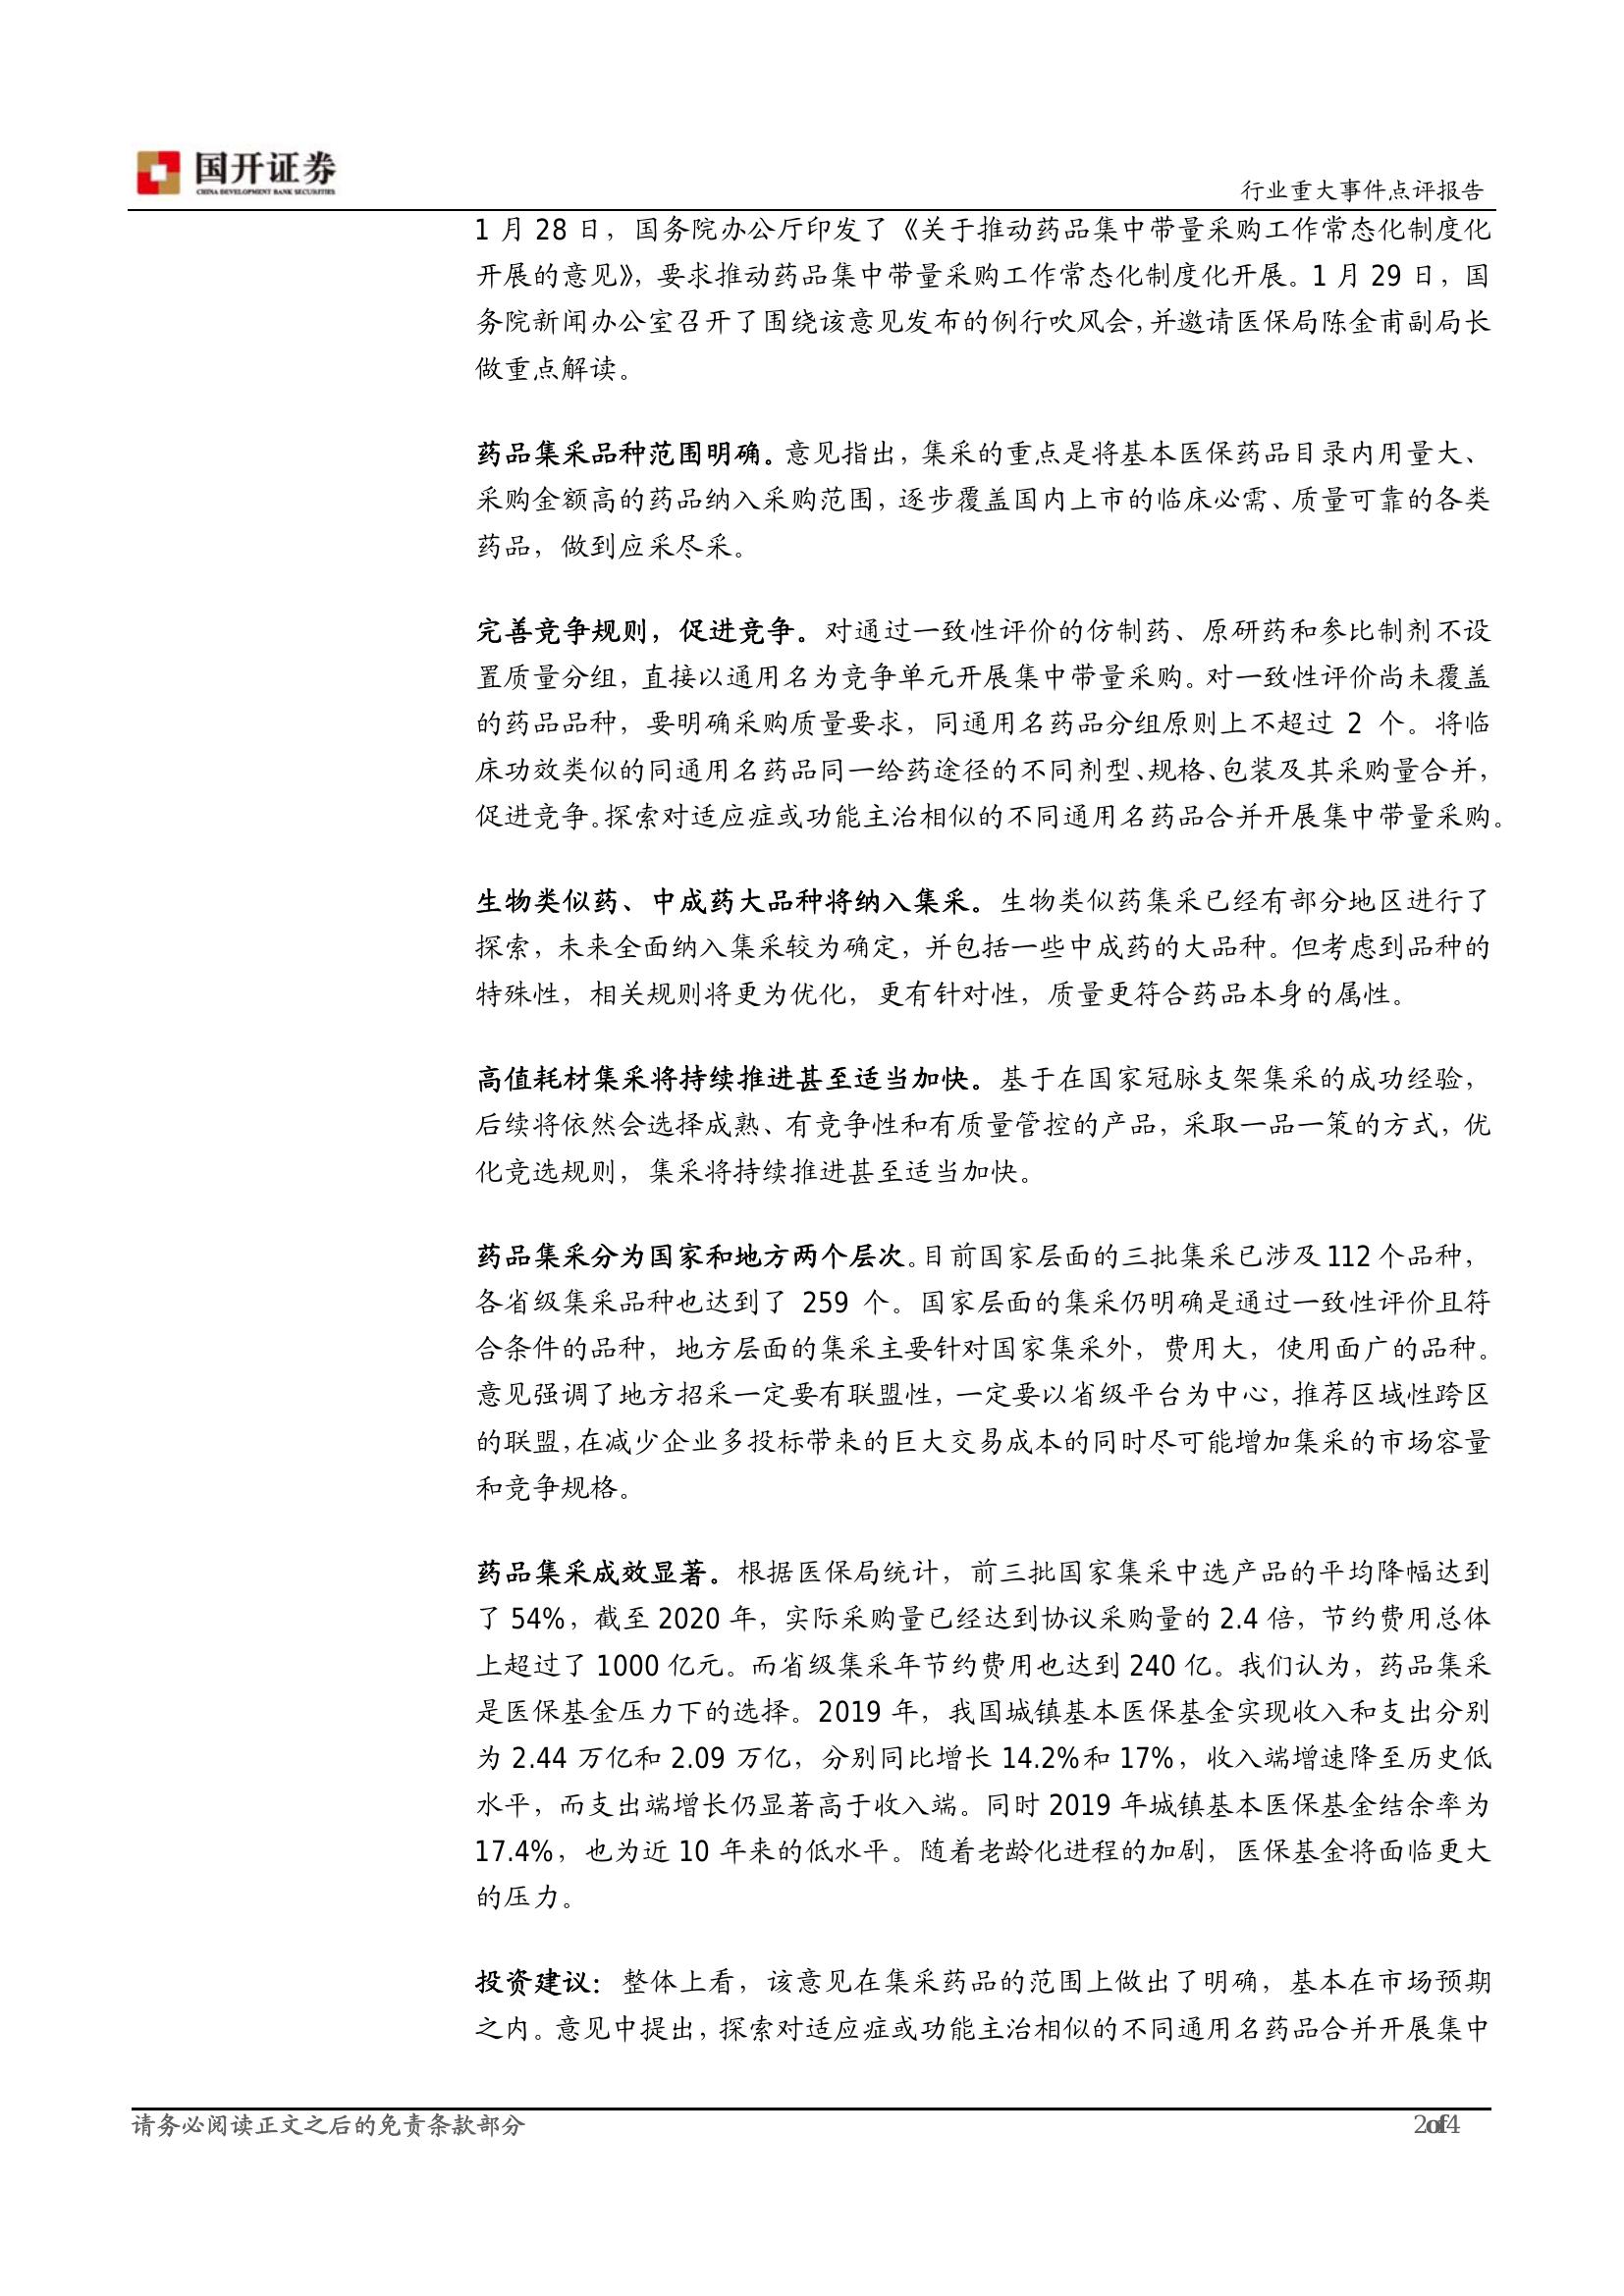 国开证券
CHINA DEVELOPMENT BANK SECURITIES
行业重大事件点评报告
1 月 28 日，国务院办公厅印发了《关于推动药品集中带量采购工作常态化制度化
开展的意见》，要求推动药品集中带量采购工作常态化制度化开展。1 月 29 日，国
务院新闻办公室召开了围绕该意见发布的例行吹风会，并邀请医保局陈金甫副局长
做重点解读。
药品集采品种范围明确。意见指出，集采的重点是将基本医保药品目录内用量大、
采购金额高的药品纳入采购范围，逐步覆盖国内上市的临床必需、质量可靠的各类
药品，做到应采尽采。
完善竞争规则，促进竞争。对通过一致性评价的仿制药、原研药和参比制剂不设
置质量分组，直接以通用名为竞争单元开展集中带量采购。对一致性评价尚未覆盖
的药品品种，要明确采购质量要求，同通用名药品分组原则上不超过 2 个。将临
床功效类似的同通用名药品同一给药途径的不同剂型、规格、包装及其采购量合并，
促进竞争。探索对适应症或功能主治相似的不同通用名药品合并开展集中带量采购。
生物类似药、中成药大品种将纳入集采。生物类似药集采已经有部分地区进行了
探索，未来全面纳入集采较为确定，并包括一些中成药的大品种。但考虑到品种的
特殊性，相关规则将更为优化，更有针对性，质量更符合药品本身的属性。
高值耗材集采将持续推进甚至适当加快。基于在国家冠脉支架集采的成功经验，
后续将依然会选择成熟、有竞争性和有质量管控的产品，采取一品一策的方式，优
化竞选规则，集采将持续推进甚至适当加快。
药品集采分为国家和地方两个层次。目前国家层面的三批集采已涉及 112 个品种，
各省级集采品种也达到了 259 个。国家层面的集采仍明确是通过一致性评价且符
合条件的品种，地方层面的集采主要针对国家集采外，费用大，使用面广的品种。
意见强调了地方招采一定要有联盟性，一定要以省级平台为中心，推荐区域性跨区
的联盟，在减少企业多投标带来的巨大交易成本的同时尽可能增加集采的市场容量
和竞争规格。
药品集采成效显著。根据医保局统计，前三批国家集采中选产品的平均降幅达到
了 54%，截至 2020 年，实际采购量已经达到协议采购量的 2.4 倍，节约费用总体
上超过了 1000 亿元。而省级集采年节约费用也达到 240 亿。我们认为，药品集采
是医保基金压力下的选择。2019 年，我国城镇基本医保基金实现收入和支出分别
为 2.44 万亿和 2.09 万亿，分别同比增长 14.2%和 17%，收入端增速降至历史低
水平，而支出端增长仍显著高于收入端。同时 2019 年城镇基本医保基金结余率为
17.4%，也为近 10 年来的低水平。随着老龄化进程的加剧，医保基金将面临更大
的压力。
投资建议：整体上看，该意见在集采药品的范围上做出了明确，基本在市场预期
之内。意见中提出，探索对适应症或功能主治相似的不同通用名药品合并开展集中
请务必阅读正文之后的免责条款部分
2of4